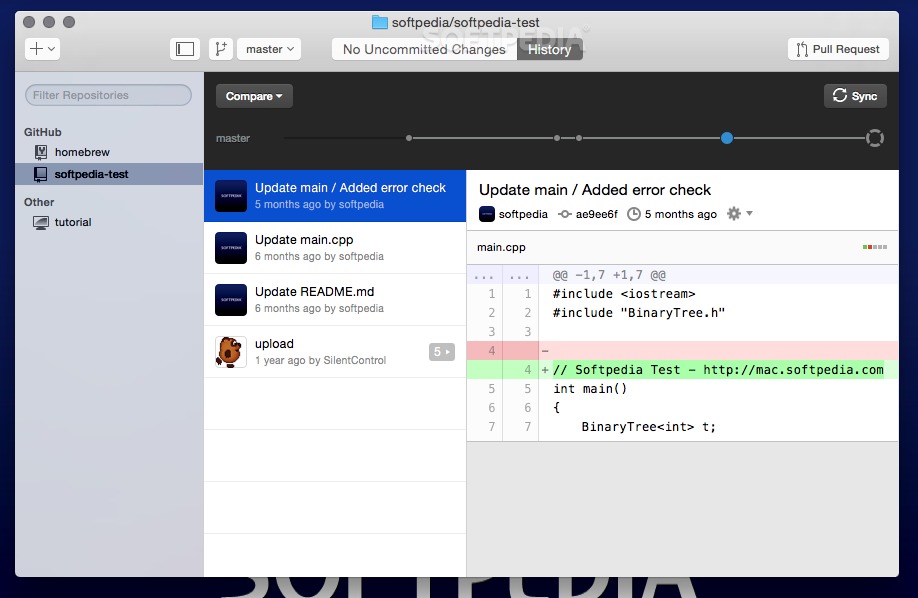 softpedia/softpedia-test
master
No Uncommitted Changes
History
Pull Request
SOFTPEDIA
Filter Repositories
GitHub
homebrew
softpedia-test
Other
tutorial
Compare
Sync
master
Update main / Added error check
5 months ago by softpedia
Update main.cpp
6 months ago by softpedia
Update README.md
6 months ago by softpedia
upload
1 year ago by SilentControl
5
Update main / Added error check
softpedia ae9ee6f 5 months ago
main.cpp
... ... @@ -1,7 +1,7 @@
1 1 #include <iostream>
2 2 #include "BinaryTree.h"
3 3
4 -
4 + // Softpedia Test - http://mac.softpedia.com
5 5 int main()
6 6 {
7 7 BinaryTree<int> t;
SOFTPEDIA